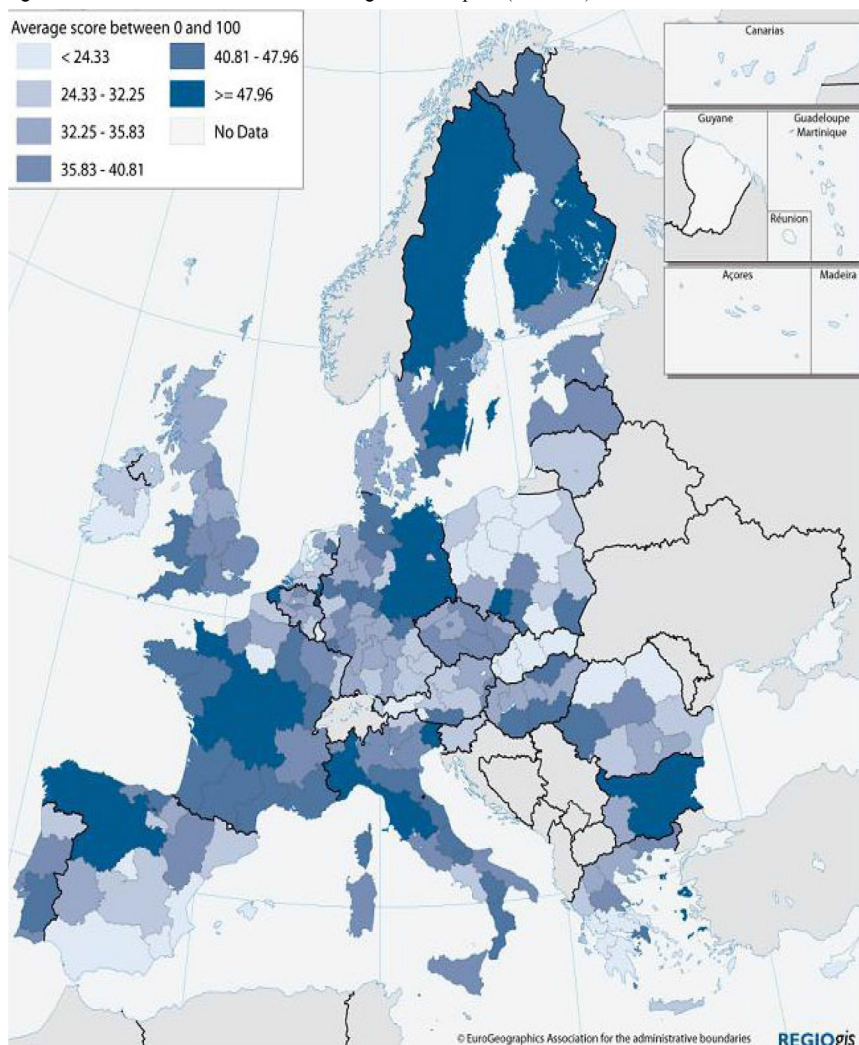 Average score between 0 and 100
< 24.33
40.81 - 47.96
24.33 - 32.25
>= 47.96
32.25 - 35.83
No Data
35.83 - 40.81
Canarias
Guyane
Guadeloupe
Martinique
Réunion
Açores
Madeira
© EuroGeographics Association for the administrative boundaries
REGIOgis